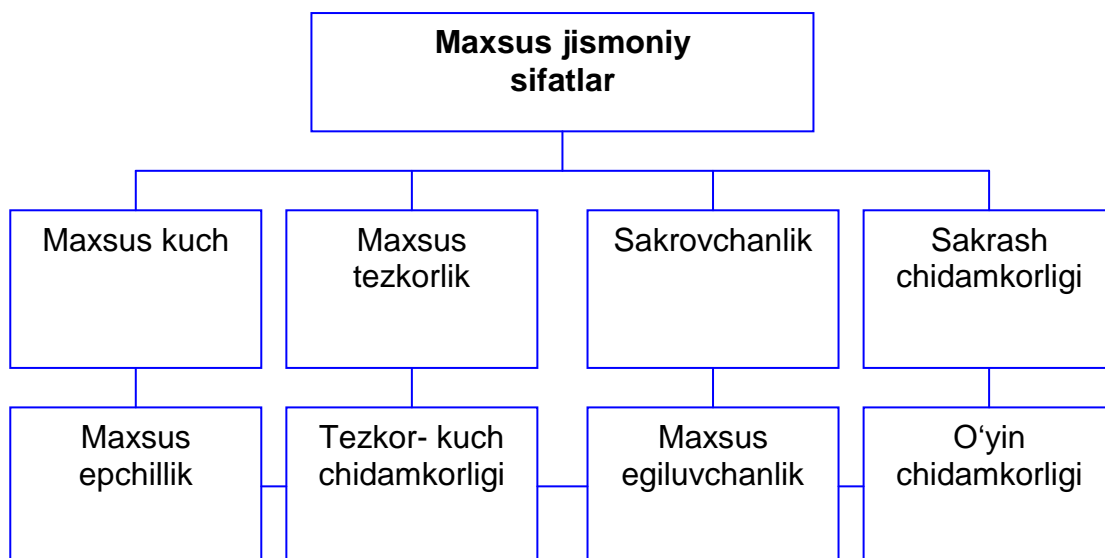 Maxsus jismoniy
sifatlar
Maxsus kuch
Maxsus
tezkorlik
Sakrovchanlik
Sakrash
chidamkorligi
Maxsus
epchillik
Tezkor- kuch
chidamkorligi
Maxsus
egiluvchanlik
O‘yin
chidamkorligi